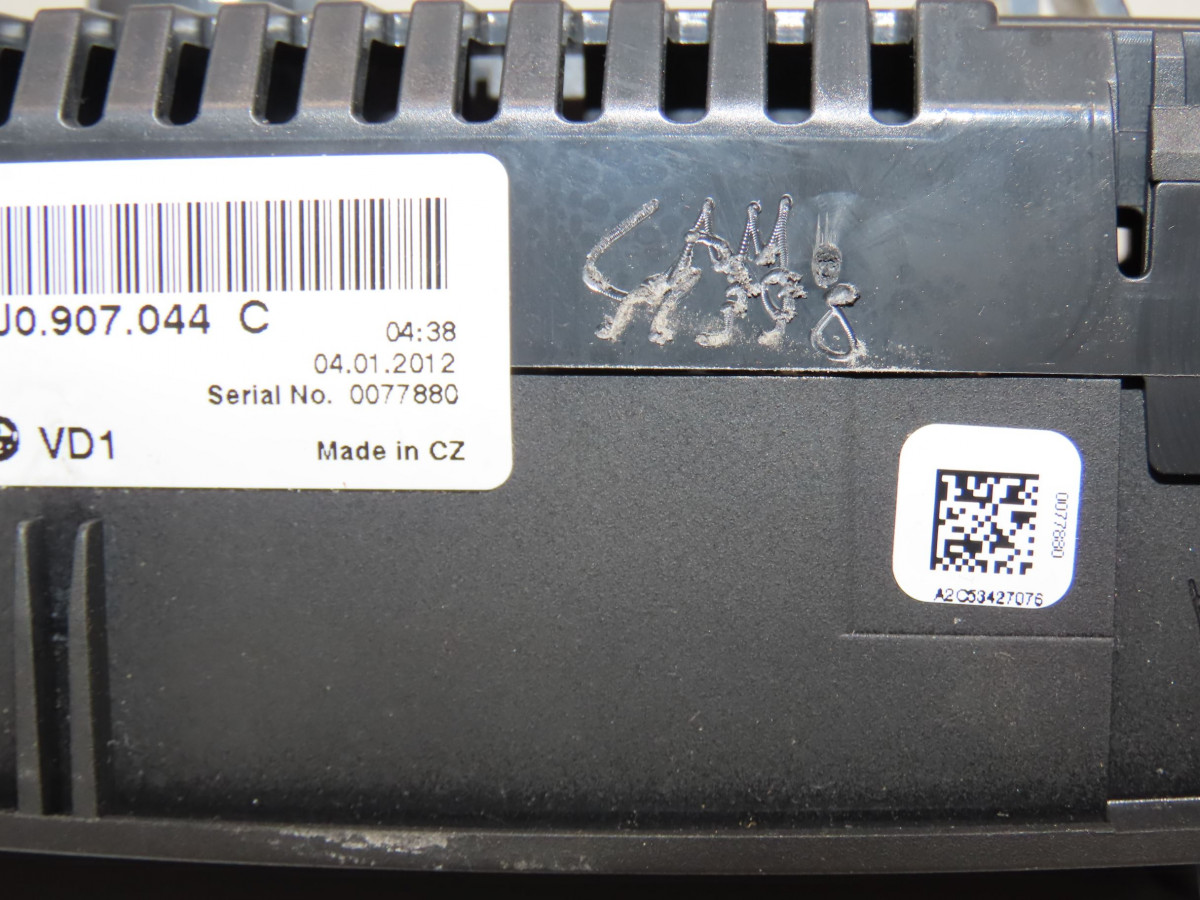 J0.907.044 C
04:38
04.01.2012
Serial No. 0077880
VD1
Made in CZ
0077880
A2C53427076